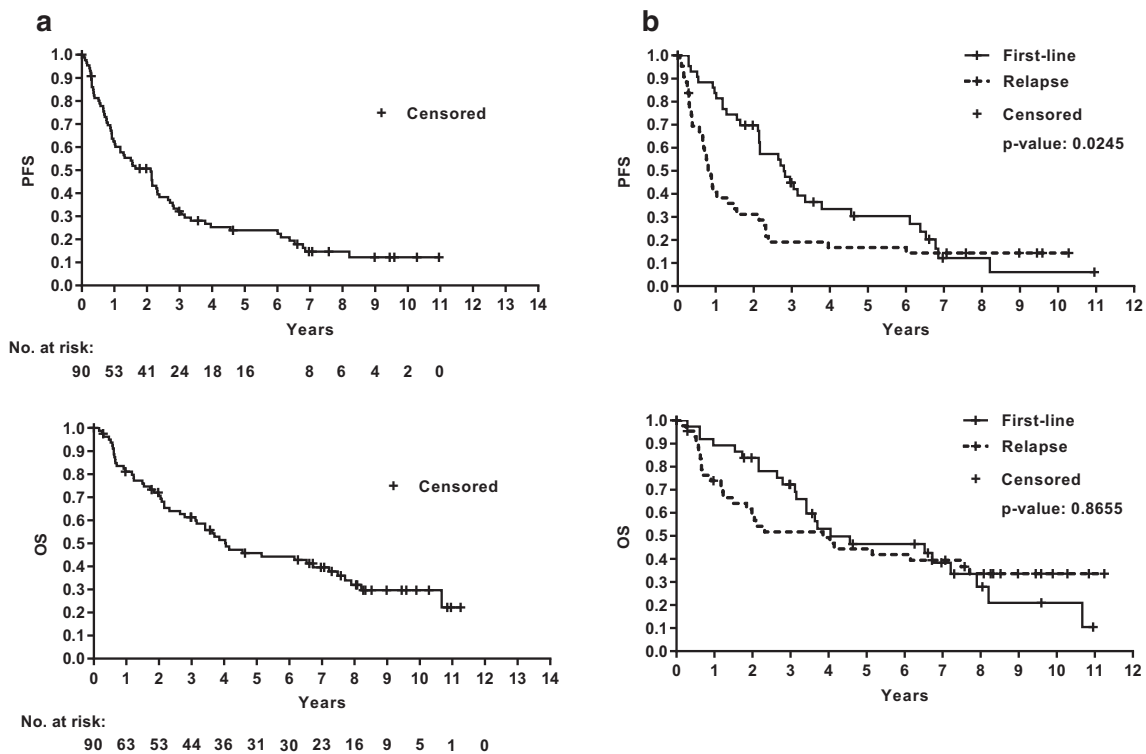 a
1.0
0.9
0.8
0.7
0.6
0.5
0.4
0.3
0.2
0.1
0.0
PFS
Censored
0 1 2 3 4 5 6 7 8 9 10 11 12 13 14
Years
No. at risk:
90 53 41 24 18 16 8 6 4 2 0
1.0
0.9
0.8
0.7
0.6
0.5
0.4
0.3
0.2
0.1
0.0
OS
Censored
0 1 2 3 4 5 6 7 8 9 10 11 12 13 14
Years
No. at risk:
90 63 53 44 36 31 30 23 16 9 5 1 0
b
1.0
0.9
0.8
0.7
0.6
0.5
0.4
0.3
0.2
0.1
0.0
PFS
First-line
Relapse
Censored
p-value: 0.0245
0 1 2 3 4 5 6 7 8 9 10 11 12
Years
1.0
0.9
0.8
0.7
0.6
0.5
0.4
0.3
0.2
0.1
0.0
OS
First-line
Relapse
Censored
p-value: 0.8655
0 1 2 3 4 5 6 7 8 9 10 11 12
Years